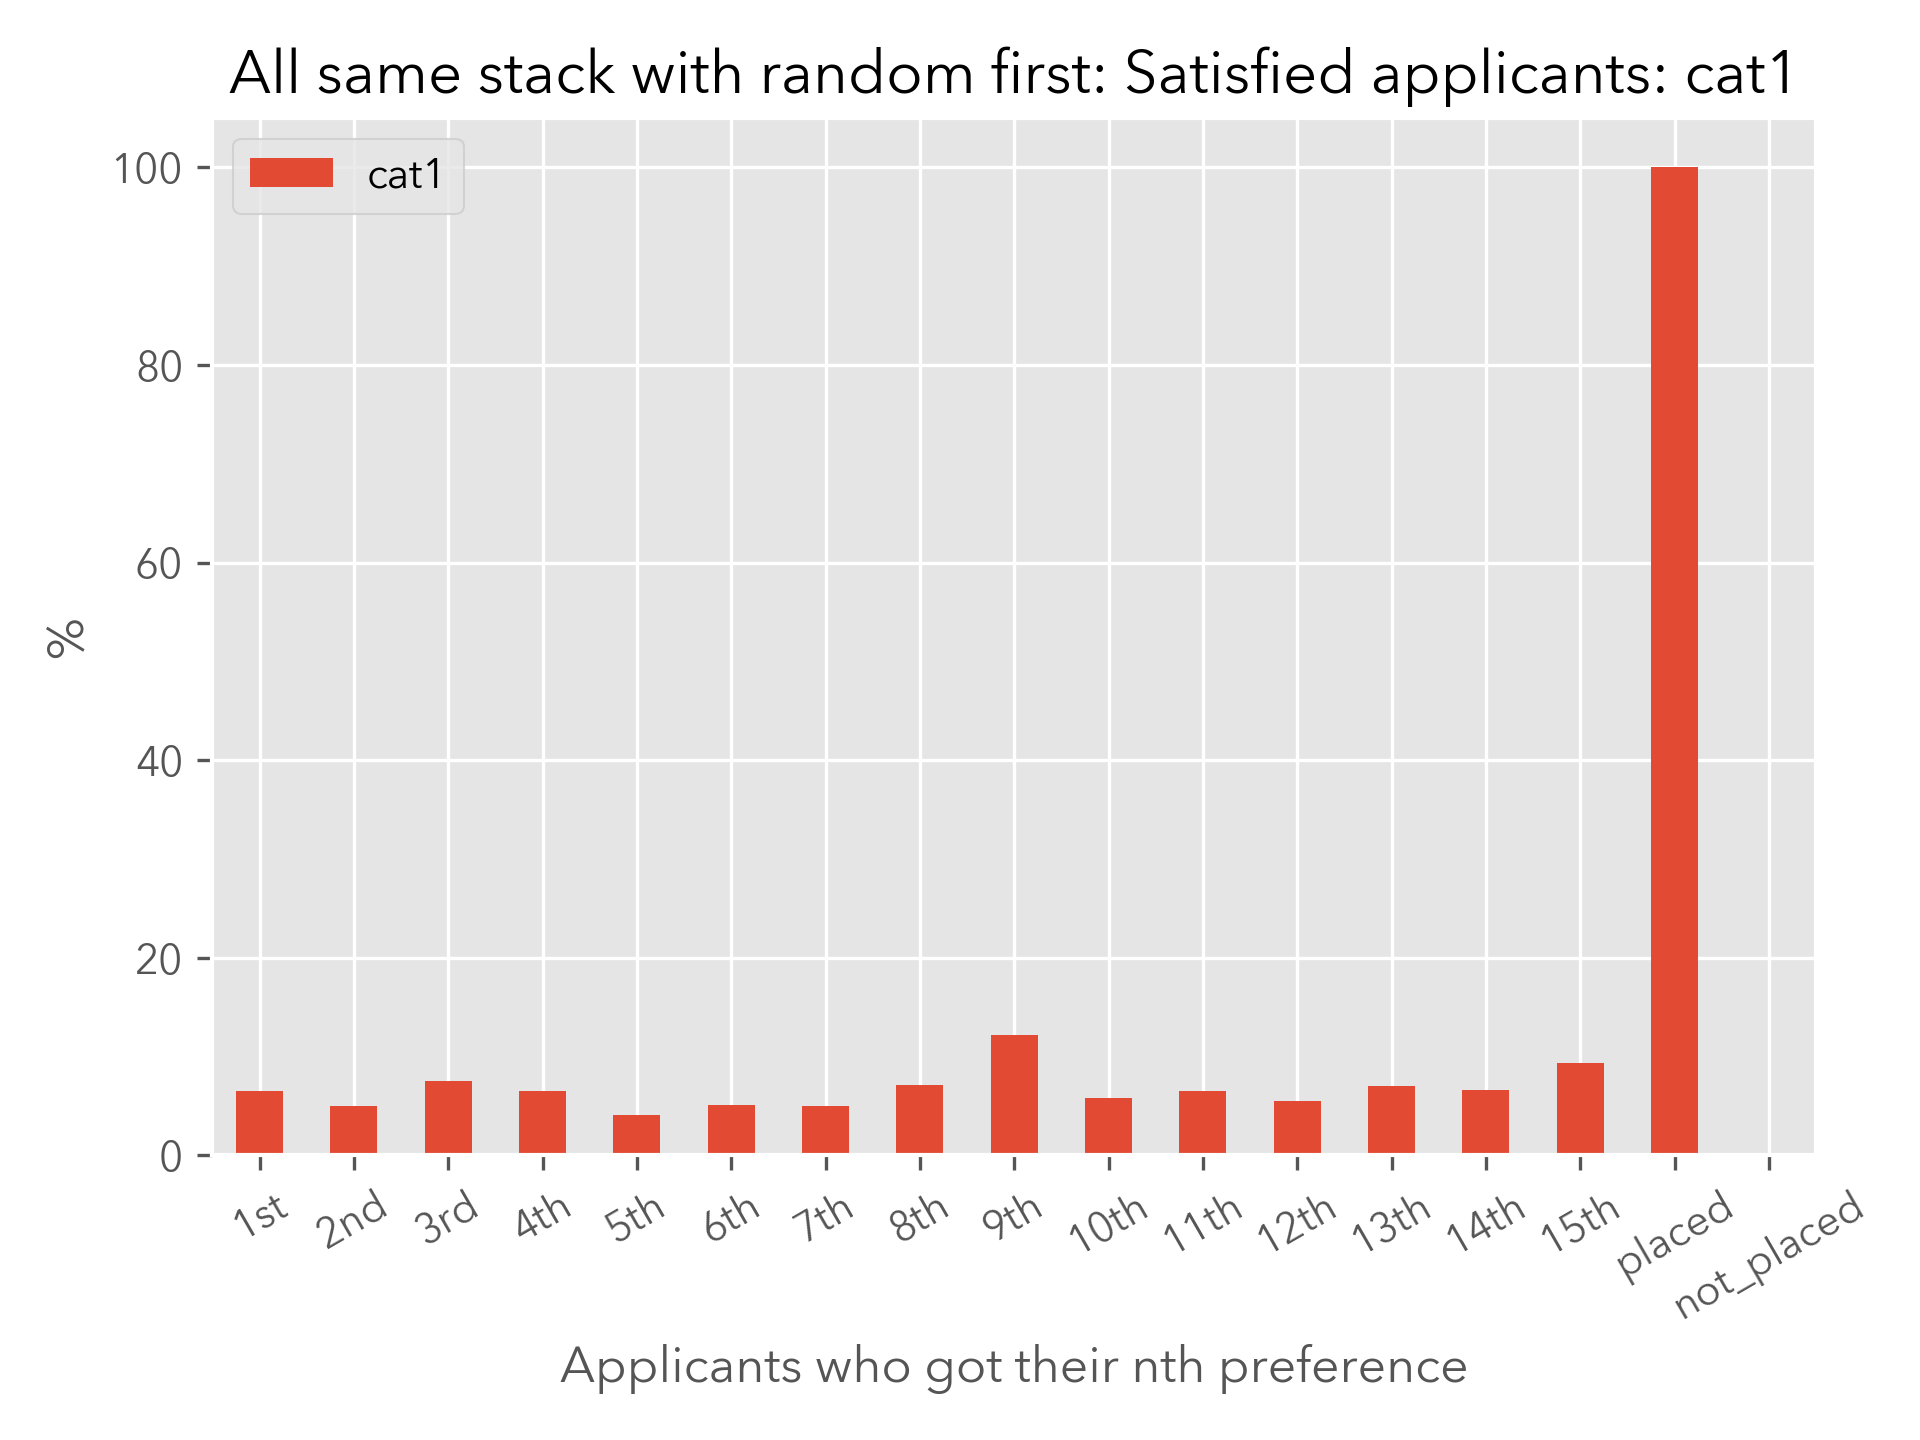 All same stack with random first: Satisfied applicants: cat1
cat1
100
80
60
40
20
0
%
1st 2nd 3rd 4th 5th 6th 7th 8th 9th 10th 11th 12th 13th 14th 15th placed not_placed
Applicants who got their nth preference